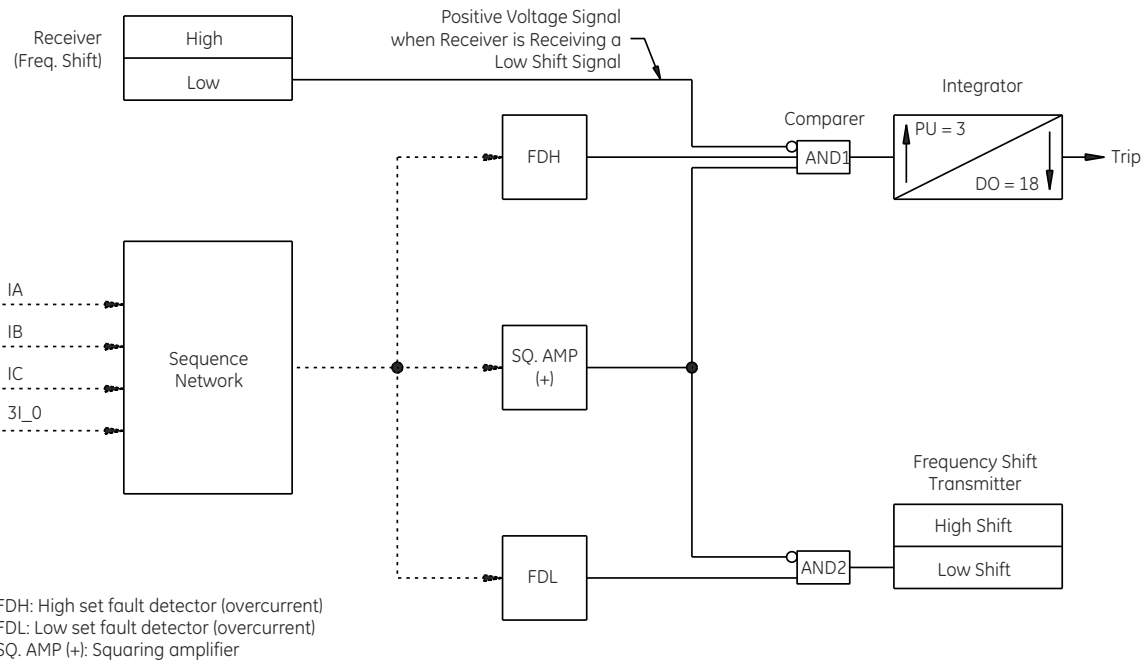 Receiver
(Freq. Shift)
High
Low
Positive Voltage Signal
when Receiver is Receiving a
Low Shift Signal
FDH
Comparer
AND1
Integrator
PU = 3
DO = 18
Trip
IA
IB
IC
3I_0
Sequence
Network
SQ. AMP
(+)
FDL
AND2
Frequency Shift
Transmitter
High Shift
Low Shift
FDH: High set fault detector (overcurrent)
FDL: Low set fault detector (overcurrent)
SQ. AMP (+): Squaring amplifier